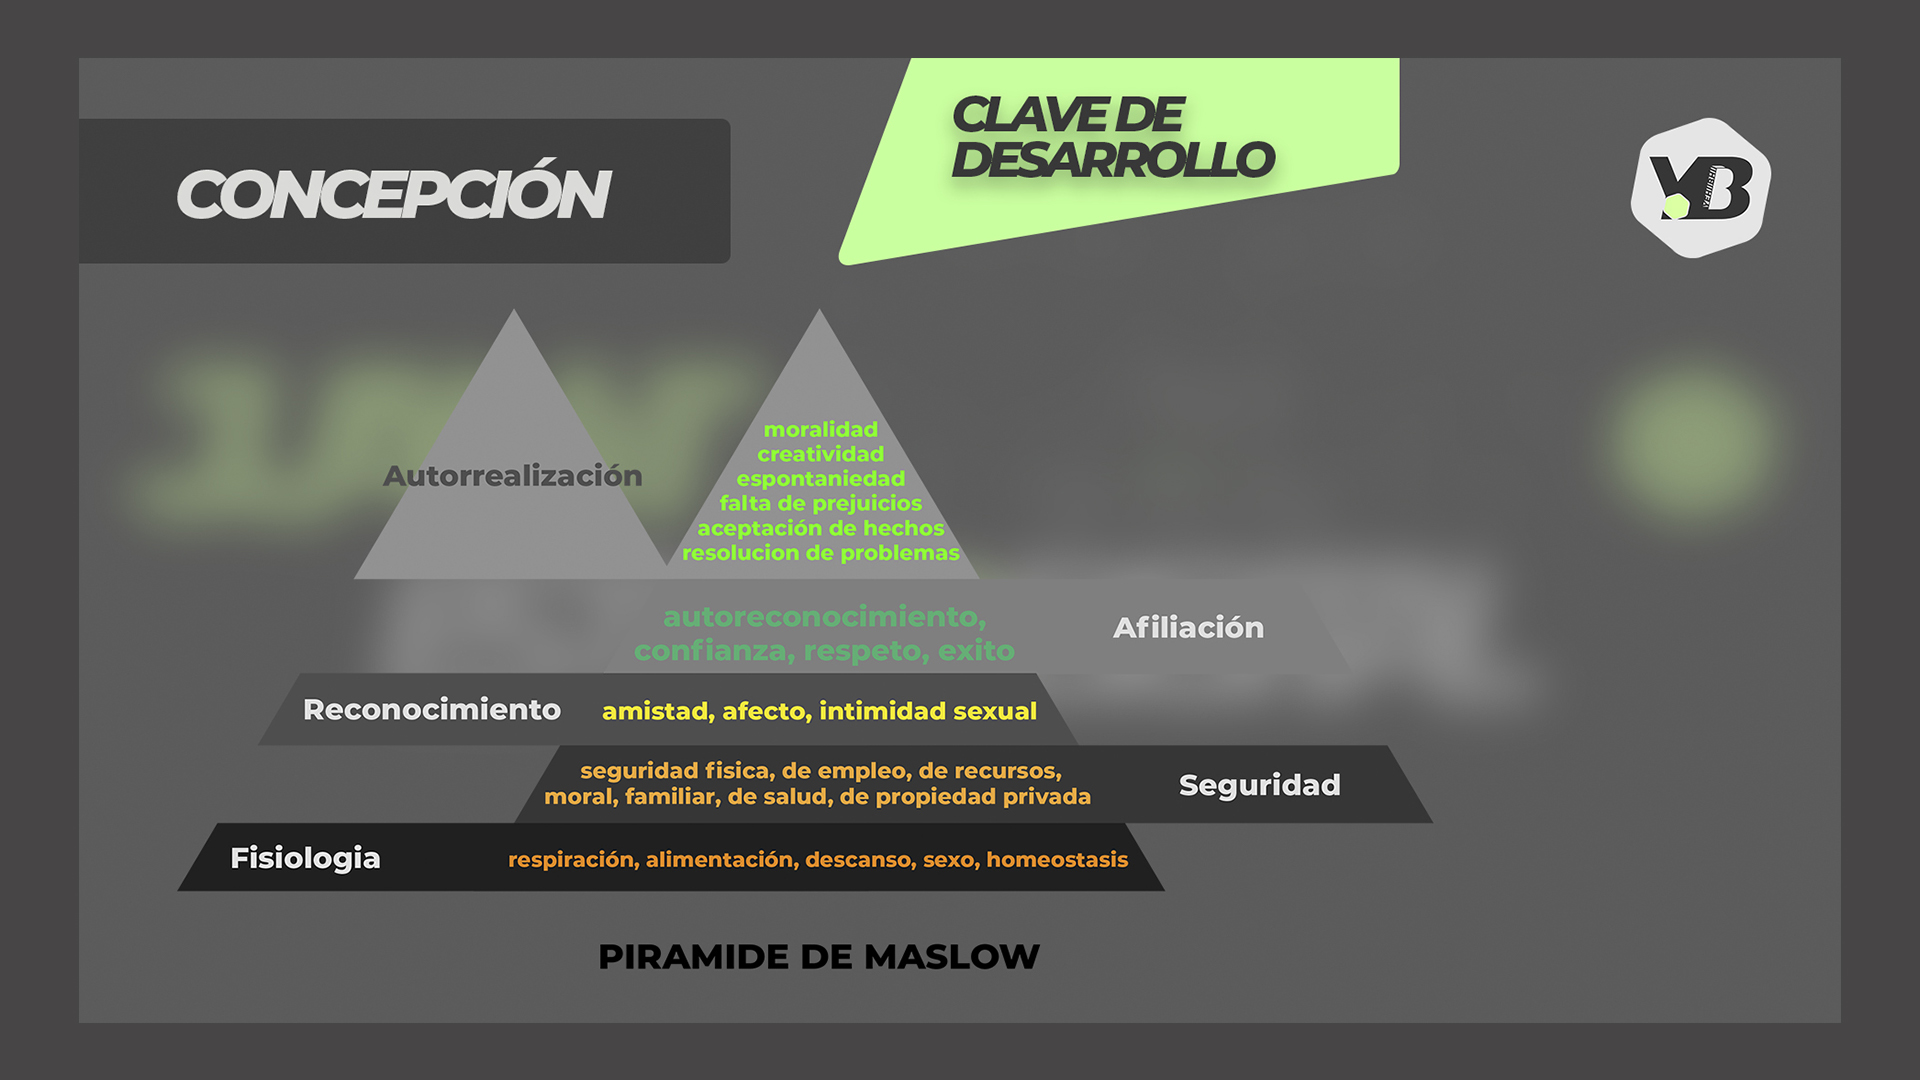 CONCEPCIÓN
CLAVE DE
DESARROLLO
YB
Autorrealización
moralidad
creatividad
espontaniedad
falta de prejuicios
aceptación de hechos
resolucion de problemas
autoreconocimiento,
confianza, respeto, exito
Afiliación
Reconocimiento
amistad, afecto, intimidad sexual
seguridad fisica, de empleo, de recursos,
moral, familiar, de salud, de propiedad privada
Seguridad
Fisiologia
respiración, alimentación, descanso, sexo, homeostasis
PIRAMIDE DE MASLOW